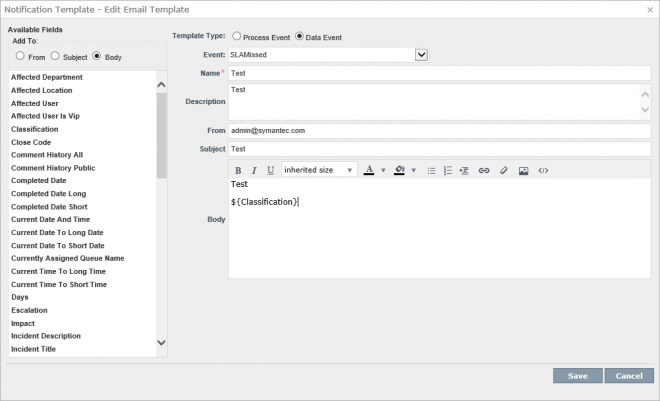 Notification Template - Edit Email Template
Available Fields
Add To:
From Subject Body
Affected Department
Affected Location
Affected User
Affected User Is Vip
Classification
Close Code
Comment History All
Comment History Public
Completed Date
Completed Date Long
Completed Date Short
Current Date And Time
Current Date To Long Date
Current Date To Short Date
Currently Assigned Queue Name
Current Time To Long Time
Current Time To Short Time
Days
Escalation
Impact
Incident Description
Incident Title
Template Type: Process Event Data Event
Event: SLAMissed
Name* Test
Description Test
From admin@symantec.com
Subject Test
B I U inherited size A
Body
Test
${Classification}
Save Cancel